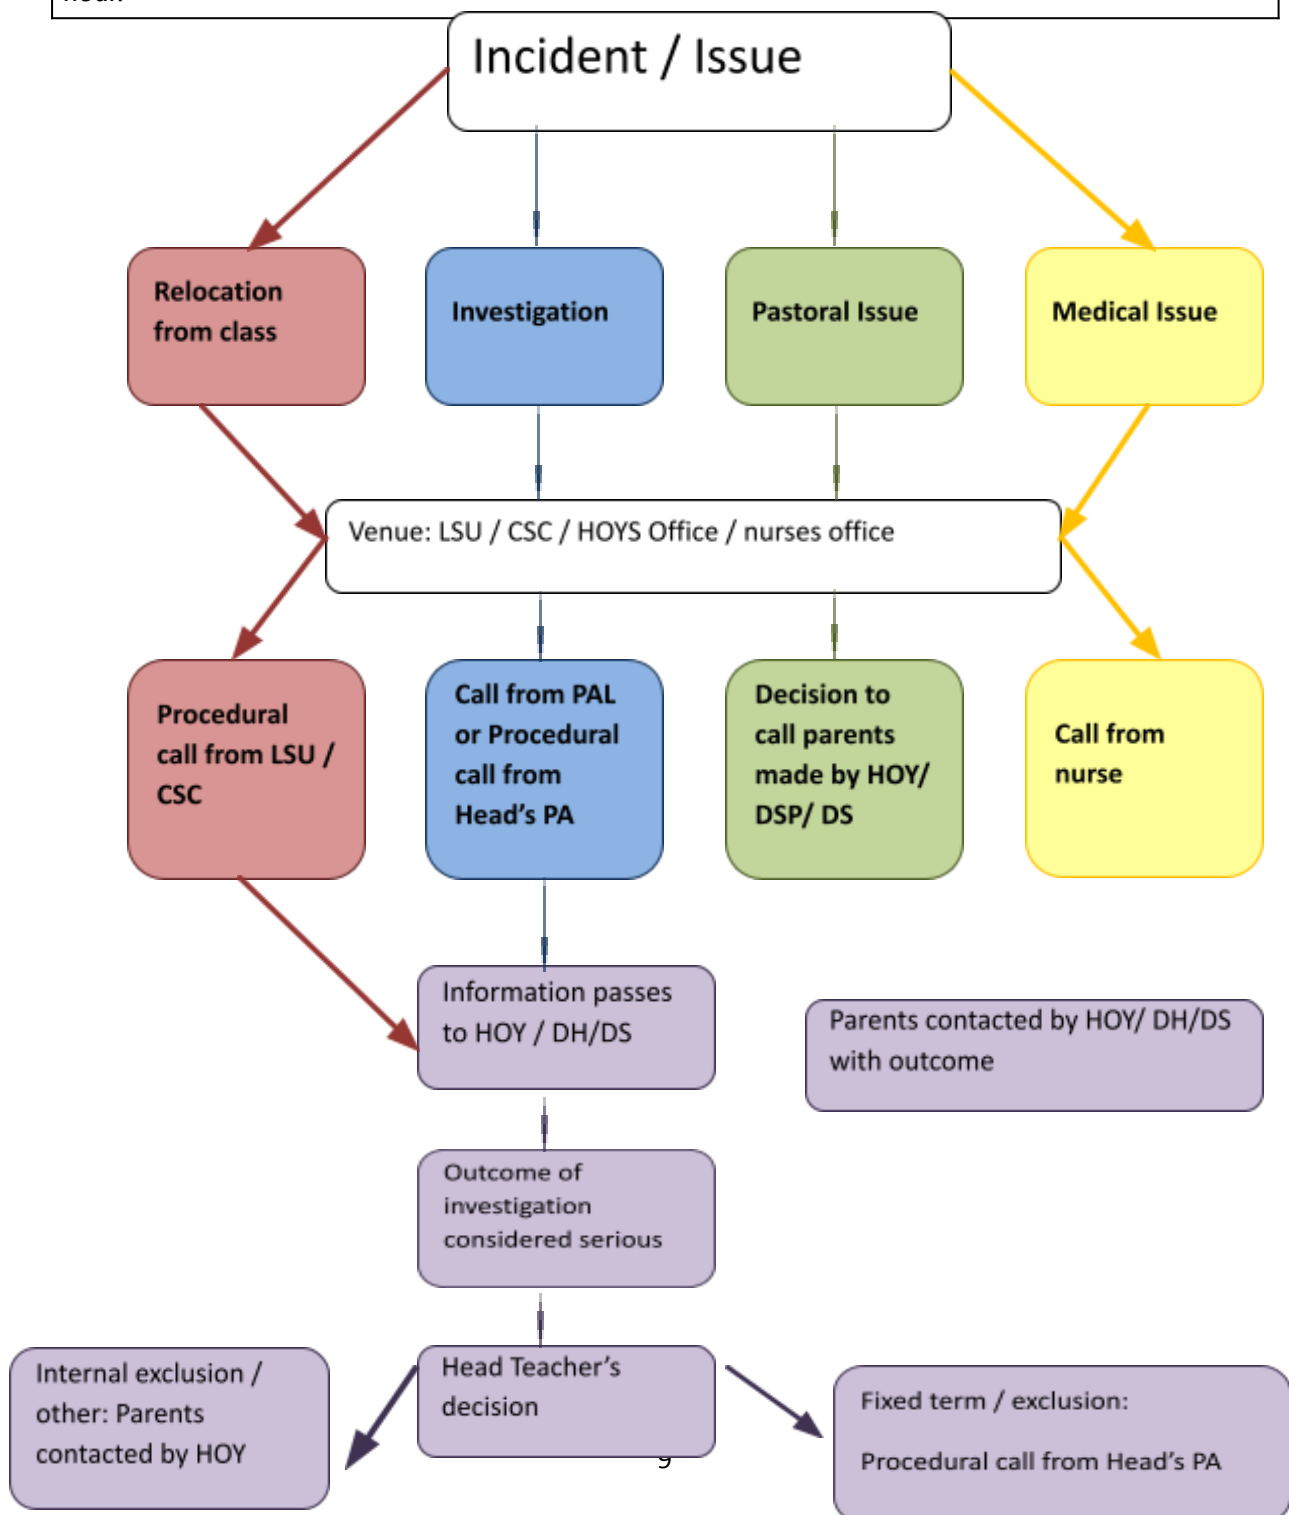 Incident / Issue
Relocation
from class
Investigation
Pastoral Issue
Medical Issue
Venue: LSU / CSC / HOYS Office / nurses office
Procedural
call from LSU /
CSC
Call from PAL
or Procedural
call from
Head’s PA
Decision to
call parents
made by HOY/
DSP/ DS
Call from
nurse
Information passes
to HOY / DH/DS
Parents contacted by HOY/ DH/DS
with outcome
Outcome of
investigation
considered serious
Internal exclusion /
other: Parents
contacted by HOY
Head Teacher’s
decision
Fixed term / exclusion:
Procedural call from Head’s PA
9